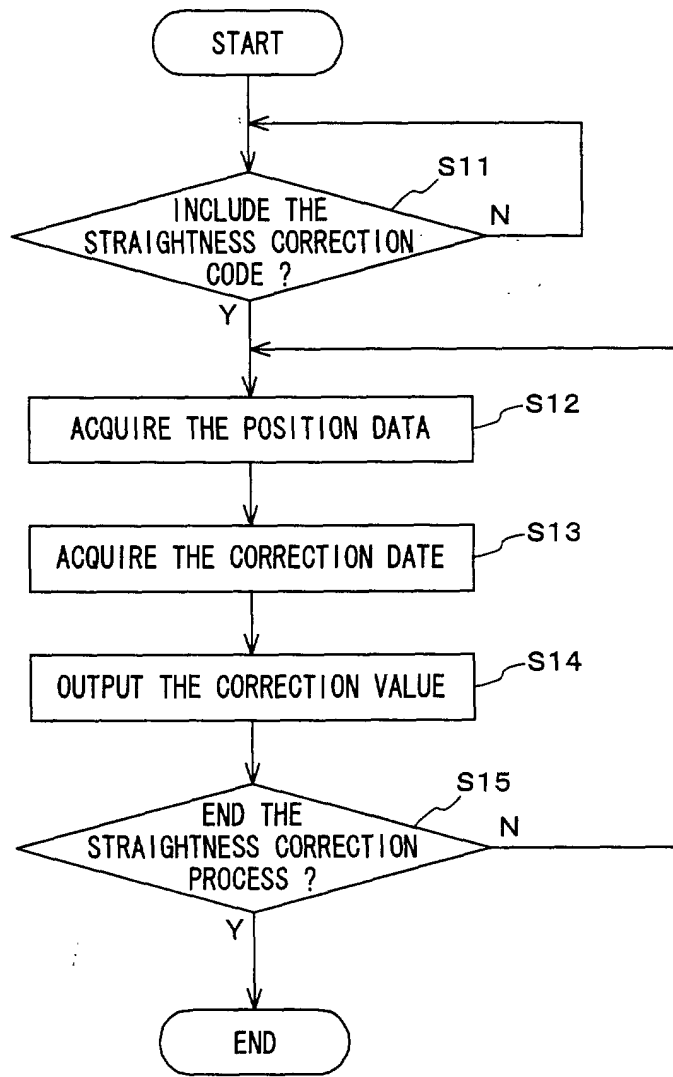 START
S11
INCLUDE THE
STRAIGHTNESS CORRECTION
CODE ?
N
Y
S12
ACQUIRE THE POSITION DATA
S13
ACQUIRE THE CORRECTION DATE
S14
OUTPUT THE CORRECTION VALUE
S15
END THE
STRAIGHTNESS CORRECTION
PROCESS ?
N
Y
END